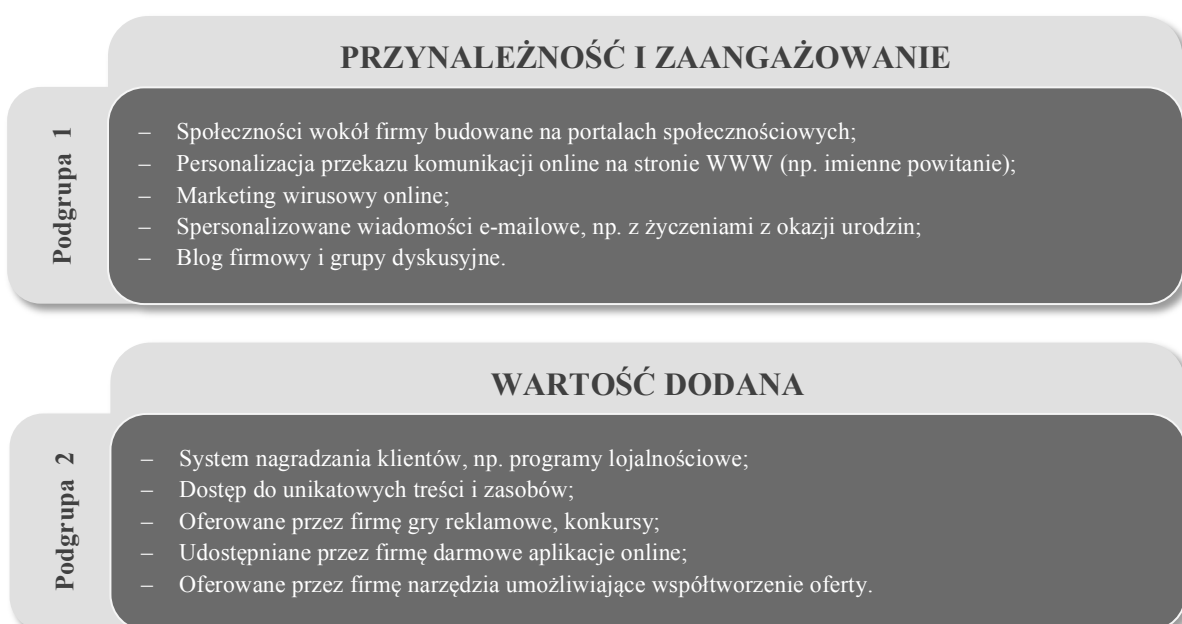 PRZYNALEŻNOŚĆ I ZAANGAŻOWANIE
Podgrupa 1
– Społeczności wokół firmy budowane na portalach społecznościowych;
– Personalizacja przekazu komunikacji online na stronie WWW (np. imienne powitanie);
– Marketing wirusowy online;
– Spersonalizowane wiadomości e-mailowe, np. z życzeniami z okazji urodzin;
– Blog firmowy i grupy dyskusyjne.
WARTOŚĆ DODANA
Podgrupa 2
– System nagradzania klientów, np. programy lojalnościowe;
– Dostęp do unikatowych treści i zasobów;
– Oferowane przez firmę gry reklamowe, konkursy;
– Udostępniane przez firmę darmowe aplikacje online;
– Oferowane przez firmę narzędzia umożliwiające współtworzenie oferty.